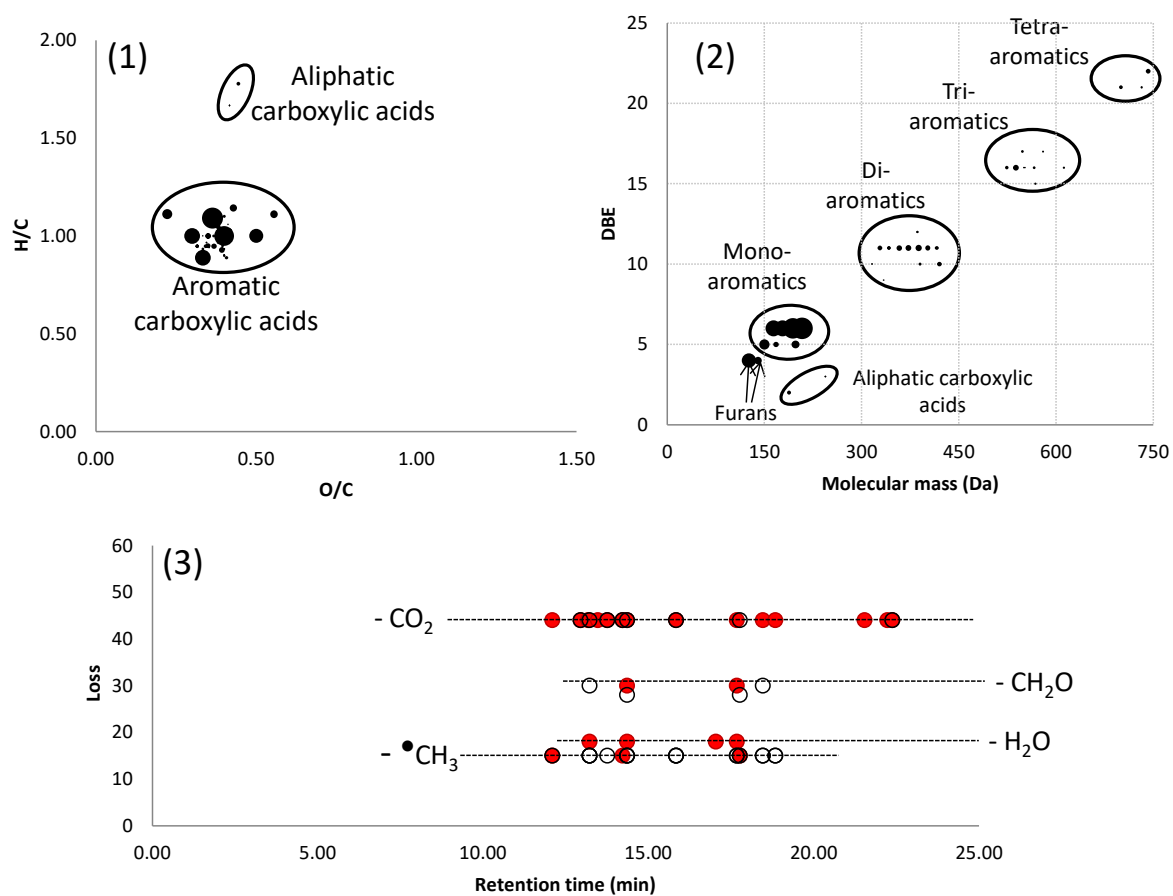 (1)
2.00
1.50
1.00
0.50
0.00
H/C
Aliphatic
carboxylic acids
Aromatic
carboxylic acids
0.00 0.50 1.00 1.50
O/C
(2)
25
20
15
10
5
0
DBE
Tetra-
aromatics
Tri-
aromatics
Di-
aromatics
Mono-
aromatics
Furans
Aliphatic carboxylic
acids
0 150 300 450 600 750
Molecular mass (Da)
(3)
60
50
40
30
20
10
0
Loss
- CO2
- CH2O
- H2O
- •CH3
0.00 5.00 10.00 15.00 20.00 25.00
Retention time (min)